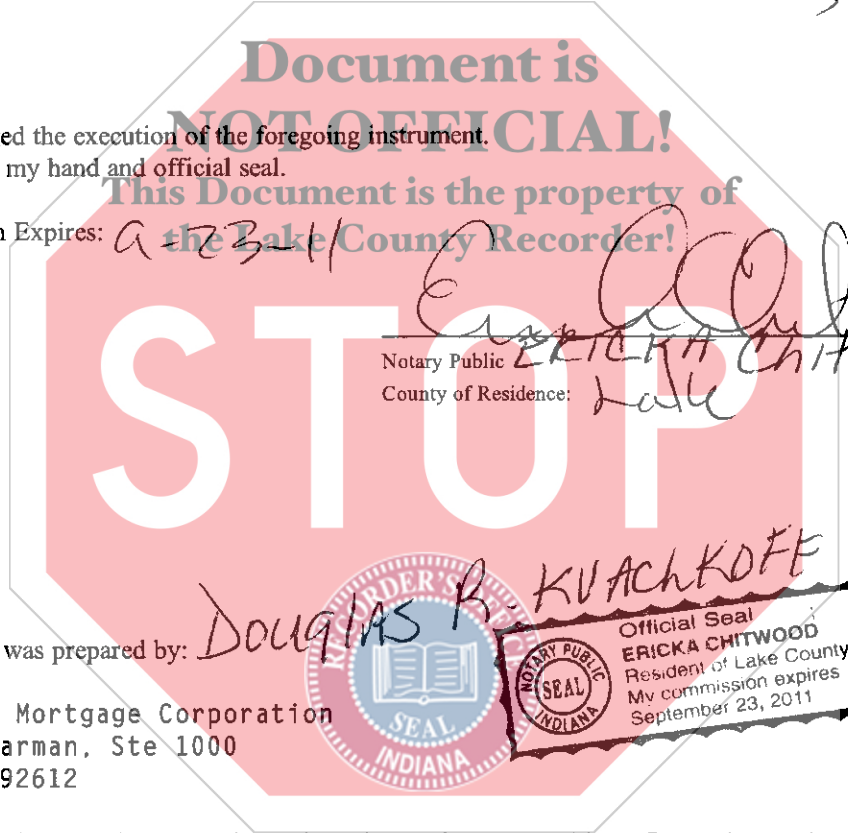 Document is
NOT OFFICIAL!
ed the execution of the foregoing instrument.
my hand and official seal.
This Document is the property of
the Lake County Recorder!
n Expires: 9-23-11
Notary Public ERICKA Chit
County of Residence: Lake
STOP
was prepared by: DOUGlAS R. KVAChKOFF
RECORDER'S OFFICE
SEAL
INDIANA
Official Seal
ERICKA CHITWOOD
Resident of Lake County
My commission expires
September 23, 2011
NOTARY PUBLIC
SEAL
INDIANA
Mortgage Corporation
arman, Ste 1000
92612